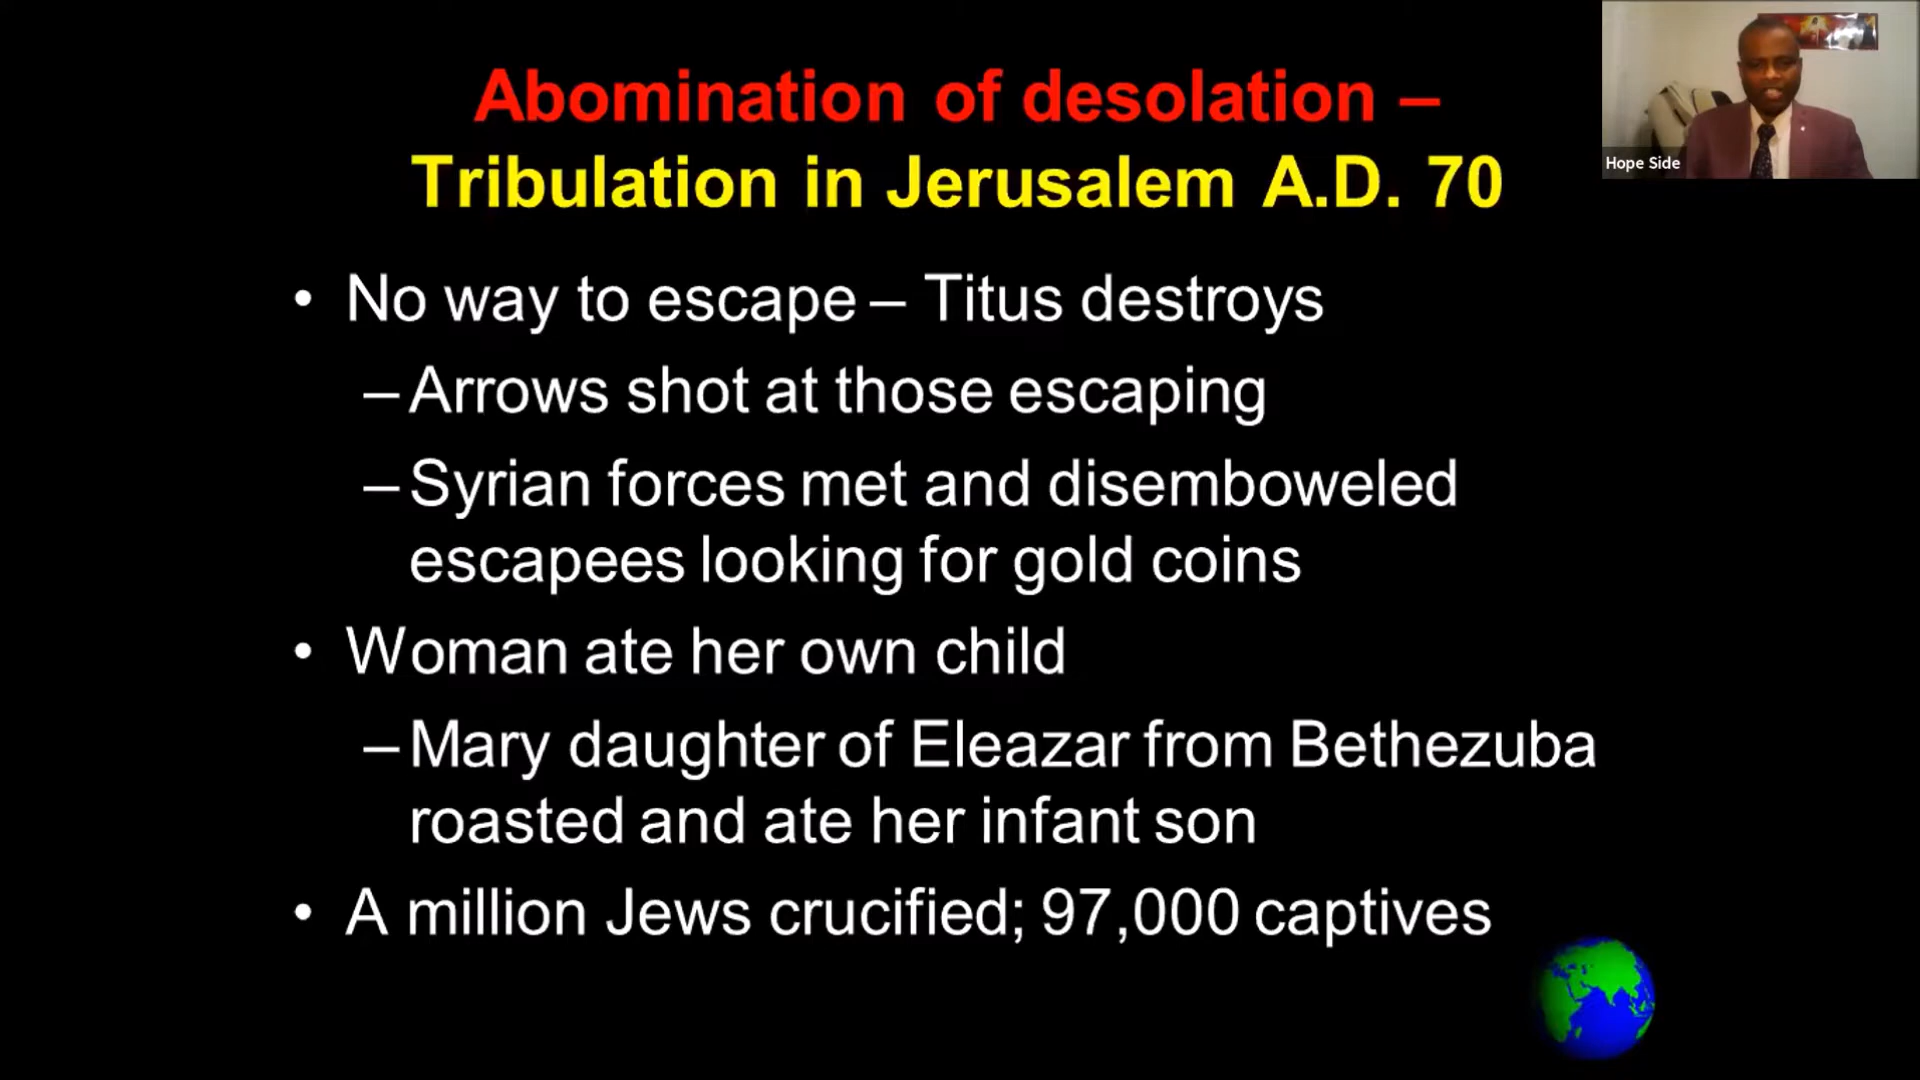 Abomination of desolation –
Tribulation in Jerusalem A.D. 70
Hope Side
• No way to escape – Titus destroys
– Arrows shot at those escaping
– Syrian forces met and disemboweled
escapees looking for gold coins
• Woman ate her own child
– Mary daughter of Eleazar from Bethezuba
roasted and ate her infant son
• A million Jews crucified; 97,000 captives